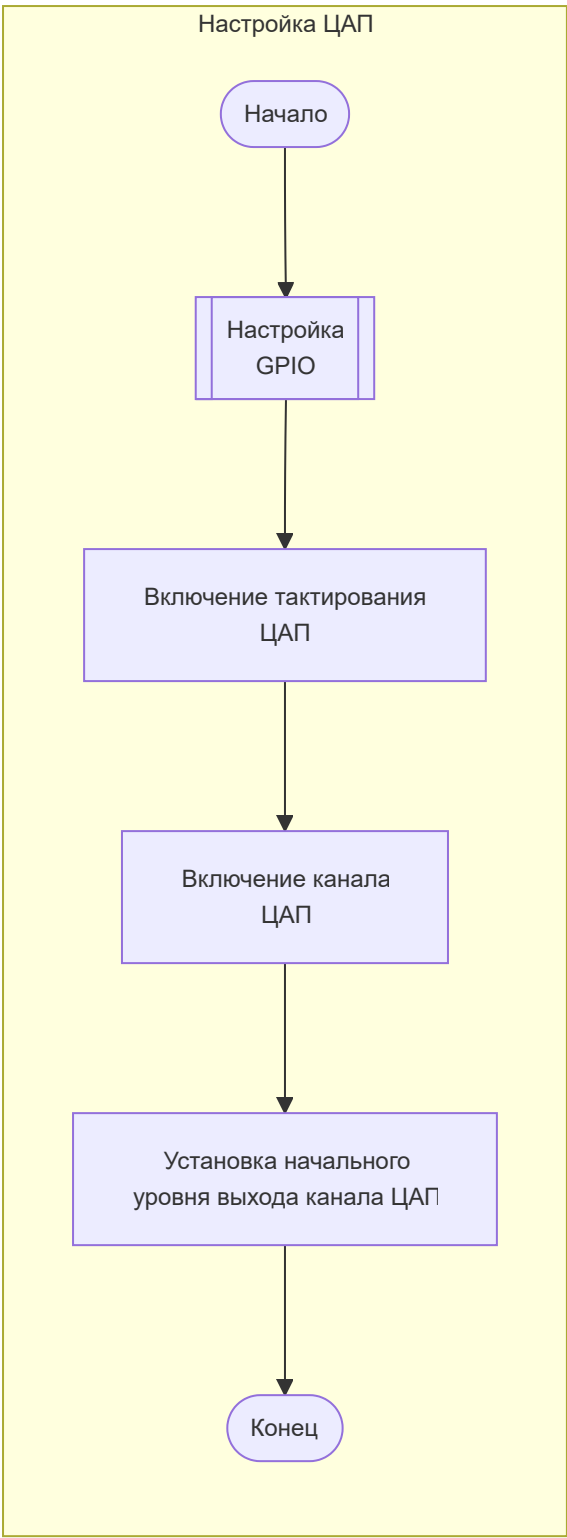 Настройка ЦАП
Начало
Настройка
GPIO
Включение тактирования
ЦАП
Включение канала
ЦАП
Установка начального
уровня выхода канала ЦАП
Конец